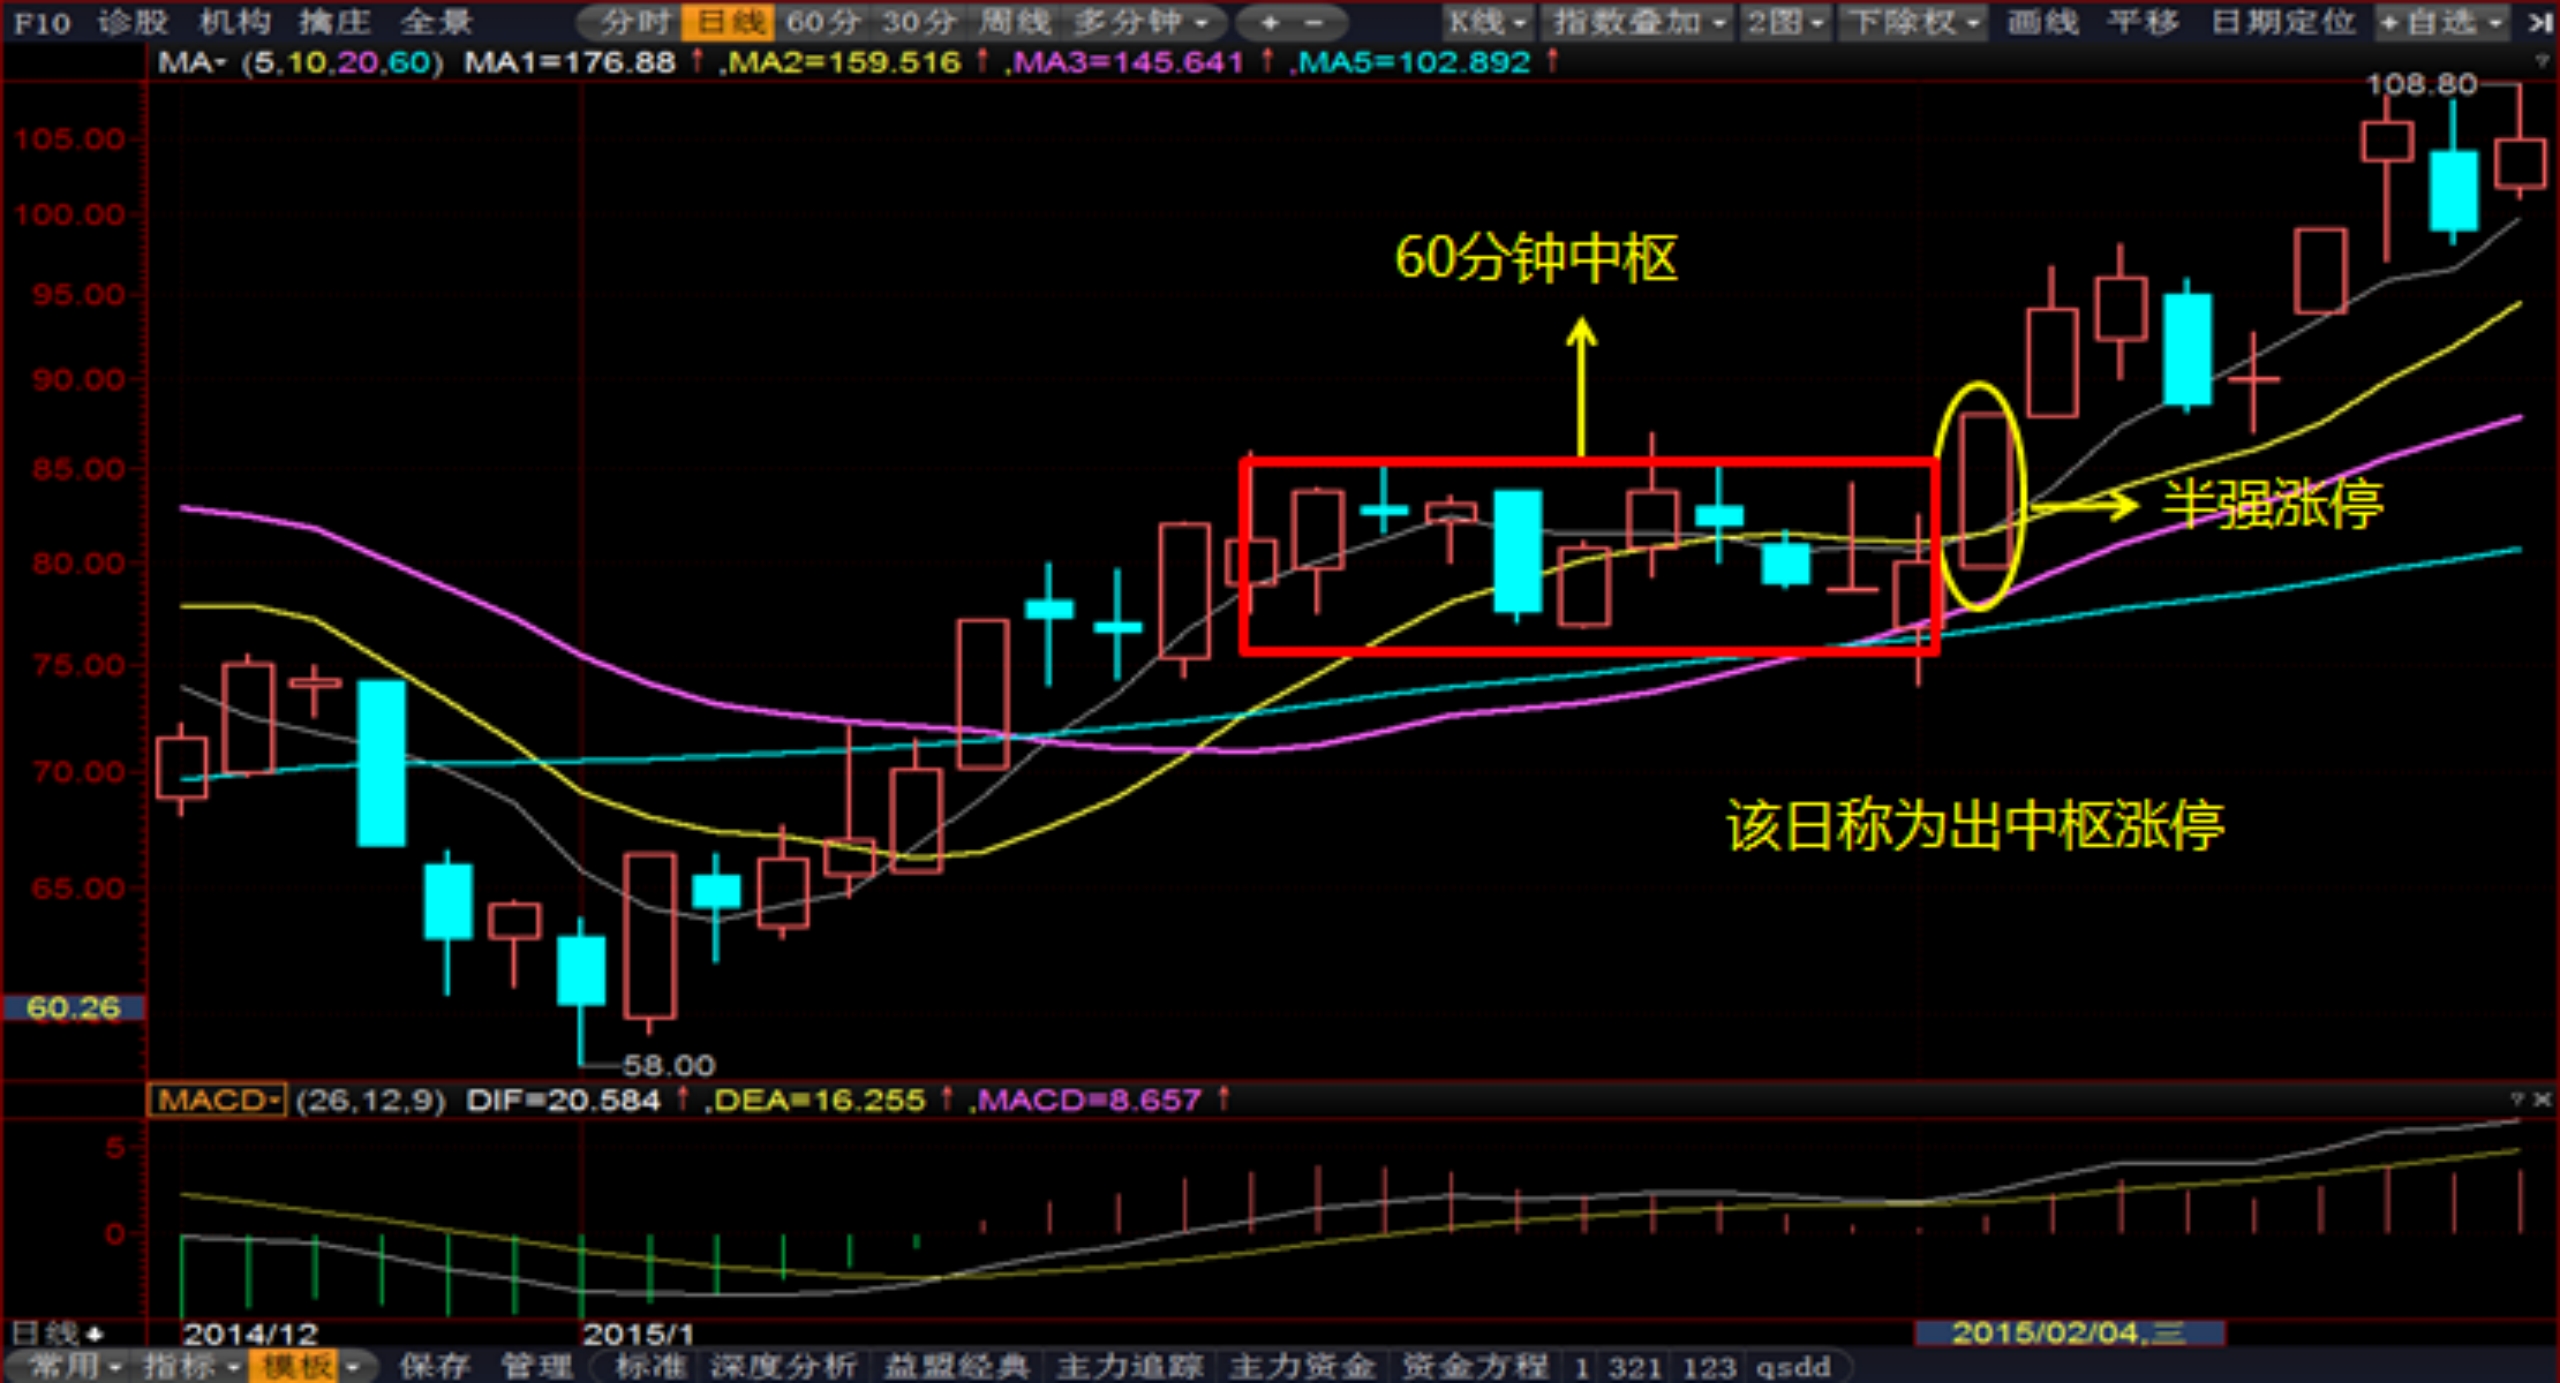 F10 诊股 机构 擒庄 全景 分时 日线 60分 30分 周线 多分钟 + - K线 指数叠加 2图 下除权 画线 平移 日期定位 +自选
MA (5,10,20,60) MA1=176.88 ↑ ,MA2=159.516 ↑ ,MA3=145.641 ↑ ,MA5=102.892 ↑ ?
108.80
105.00
100.00
60分钟中枢
95.00
90.00
85.00
半强涨停
80.00
75.00
70.00
该日称为出中枢涨停
65.00
60.26
58.00
MACD (26,12,9) DIF=20.584 ↑ ,DEA=16.255 ↑ ,MACD=8.657 ↑ ? ×
5
0
日线 2014/12 2015/1 2015/02/04,三
常用 指标 模板 保存 管理 标准 深度分析 益盟经典 主力追踪 主力资金 资金方程 1 321 123 qsdd